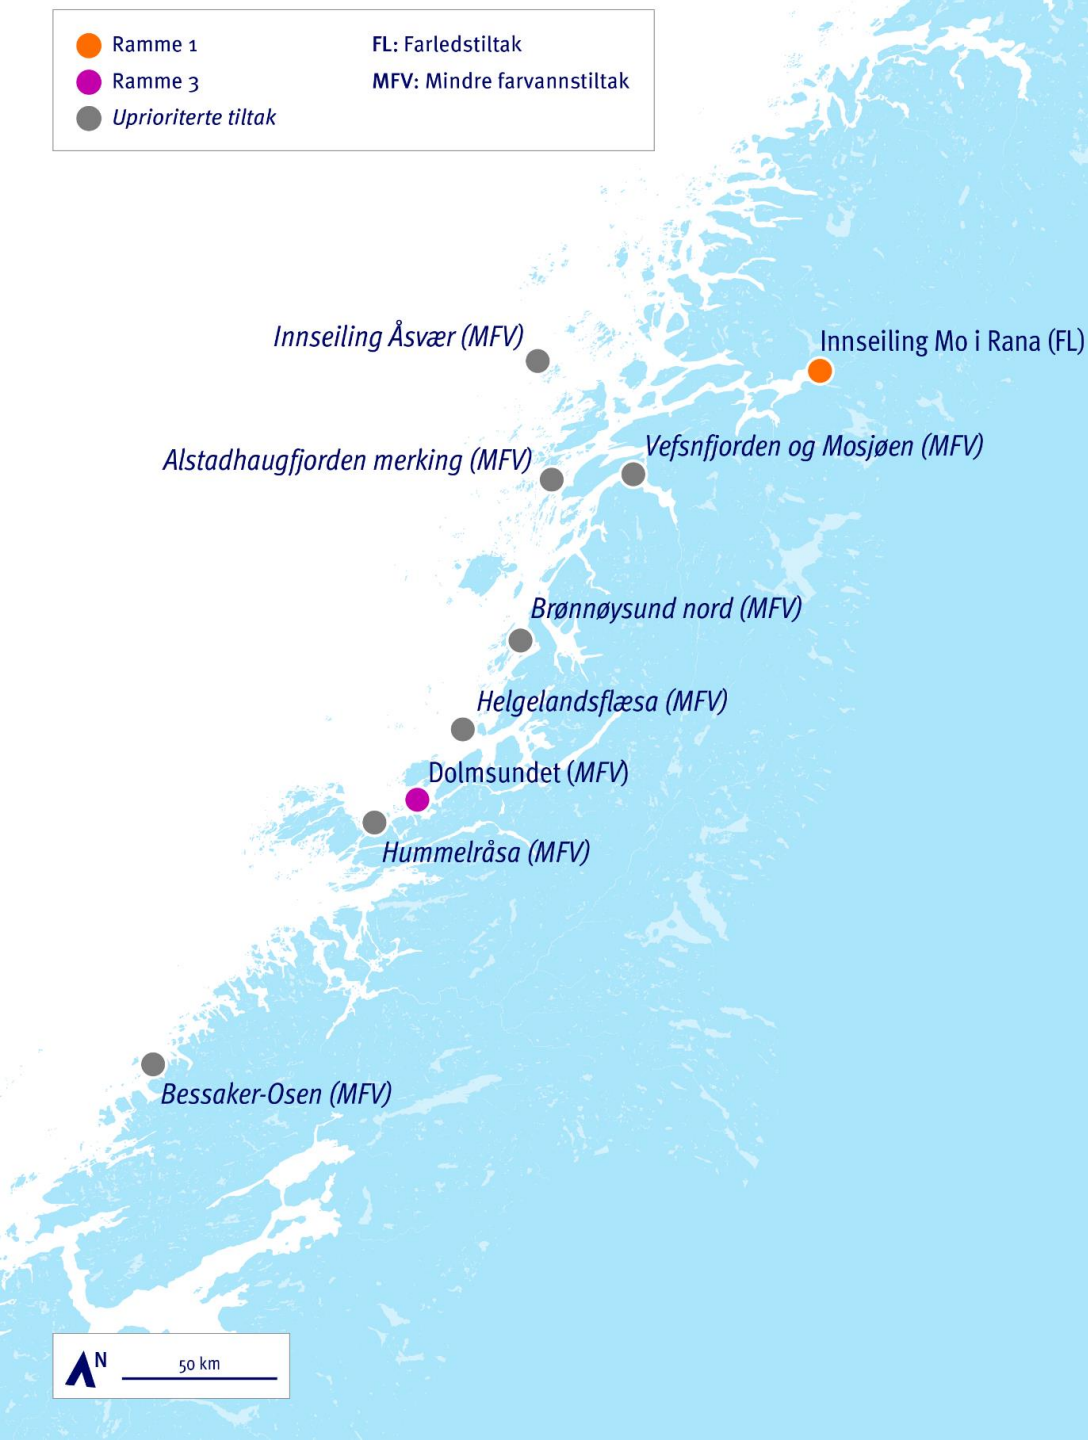 Ramme 1
Ramme 3
Uprioriterte tiltak
FL: Farledstiltak
MFV: Mindre farvannstiltak
Innseiling Åsvær (MFV)
Innseiling Mo i Rana (FL)
Alstadhaugfjorden merking (MFV)
Vefsnfjorden og Mosjøen (MFV)
Brønnøysund nord (MFV)
Helgelandsflæsa (MFV)
Dolmsundet (MFV)
Hummelråsa (MFV)
Bessaker-Osen (MFV)
N
50 km